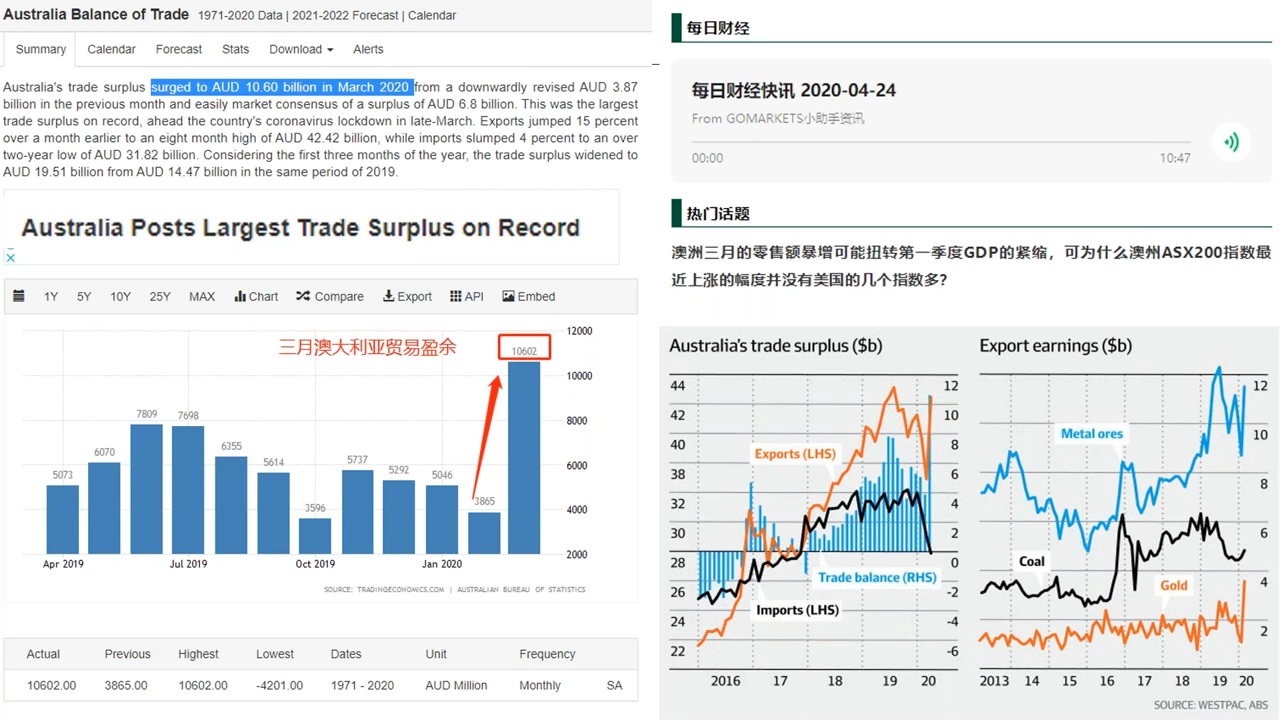 Australia Balance of Trade 1971-2020 Data | 2021-2022 Forecast | Calendar
Summary Calendar Forecast Stats Download Alerts
Australia's trade surplus surged to AUD 10.60 billion in March 2020 from a downwardly revised AUD 3.87
billion in the previous month and easily market consensus of a surplus of AUD 6.8 billion. This was the largest
trade surplus on record, ahead the country's coronavirus lockdown in late-March. Exports jumped 15 percent
over a month earlier to an eight month high of AUD 42.42 billion, while imports slumped 4 percent to an over
two-year low of AUD 31.82 billion. Considering the first three months of the year, the trade surplus widened to
AUD 19.51 billion from AUD 14.47 billion in the same period of 2019.
Australia Posts Largest Trade Surplus on Record
1Y 5Y 10Y 25Y MAX Chart Compare Export API Embed
三月澳大利亚贸易盈余
12000
10000
8000
6000
4000
2000
5073 6070 7809 7698 6355 5614 3596 5737 5292 5046 3865 10602
Apr 2019 Jul 2019 Oct 2019 Jan 2020
SOURCE: TRADINGECONOMICS.COM | AUSTRALIAN BUREAU OF STATISTICS
Actual Previous Highest Lowest Dates Unit Frequency
10602.00 3865.00 10602.00 -4201.00 1971 - 2020 AUD Million Monthly SA
每日财经
每日财经快讯 2020-04-24
From GOMARKETS小助手资讯
00:00 10:47
热门话题
澳洲三月的零售额暴增可能扭转第一季度GDP的紧缩，可为什么澳州ASX200指数最
近上涨的幅度并没有美国的几个指数多？
Australia's trade surplus ($b)
44 12
42 10
40 8
38 6
32 4
30 2
28 0
26 -2
24 -4
22 -6
Exports (LHS)
Trade balance (RHS)
Imports (LHS)
2016 17 18 19 20
Export earnings ($b)
12
10
8
6
4
2
Metal ores
Coal
Gold
2013 14 15 16 17 18 19 20
SOURCE: WESTPAC, ABS